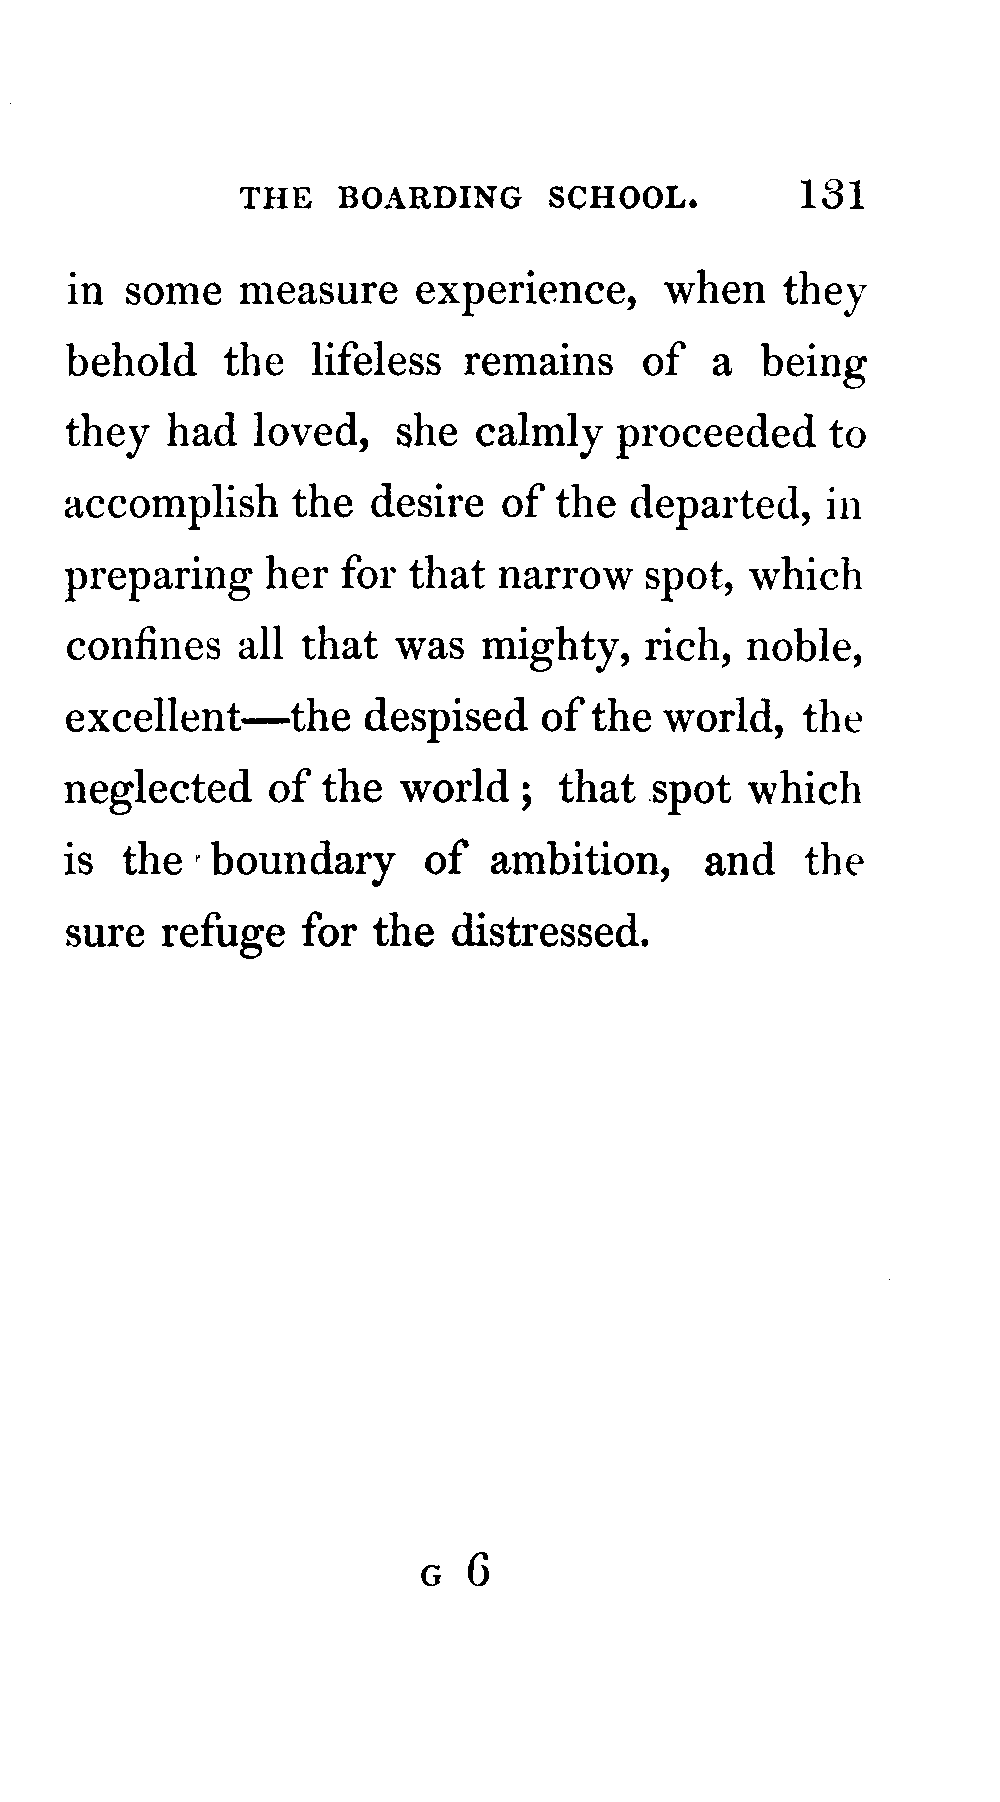 THE BOARDING SCHOOL. 131
in some measure experience, when they
behold the lifeless remains of a being
they had loved, she calmly proceeded to
accomplish the desire of the departed, in
preparing her for that narrow spot, which
confines all that was mighty, rich, noble,
excellent—the despised of the world, the
neglected of the world; that spot which
is the boundary of ambition, and the
sure refuge for the distressed.
G 6